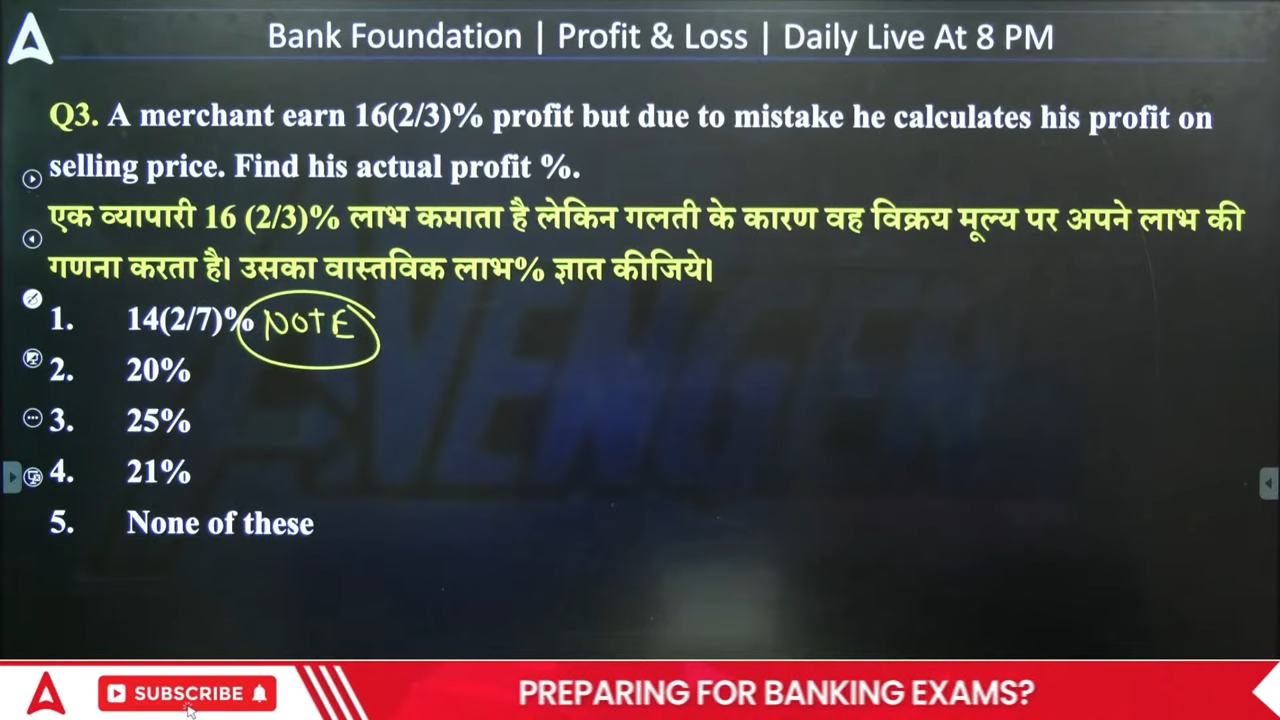 Bank Foundation | Profit & Loss | Daily Live At 8 PM
Q3. A merchant earn 16(2/3)% profit but due to mistake he calculates his profit on
selling price. Find his actual profit %.
एक व्यापारी 16 (2/3)% लाभ कमाता है लेकिन गलती के कारण वह विक्रय मूल्य पर अपने लाभ की
गणना करता है। उसका वास्तविक लाभ% ज्ञात कीजिये।
1. 14(2/7)% NOTE
2. 20%
3. 25%
4. 21%
5. None of these
SUBSCRIBE
PREPARING FOR BANKING EXAMS?